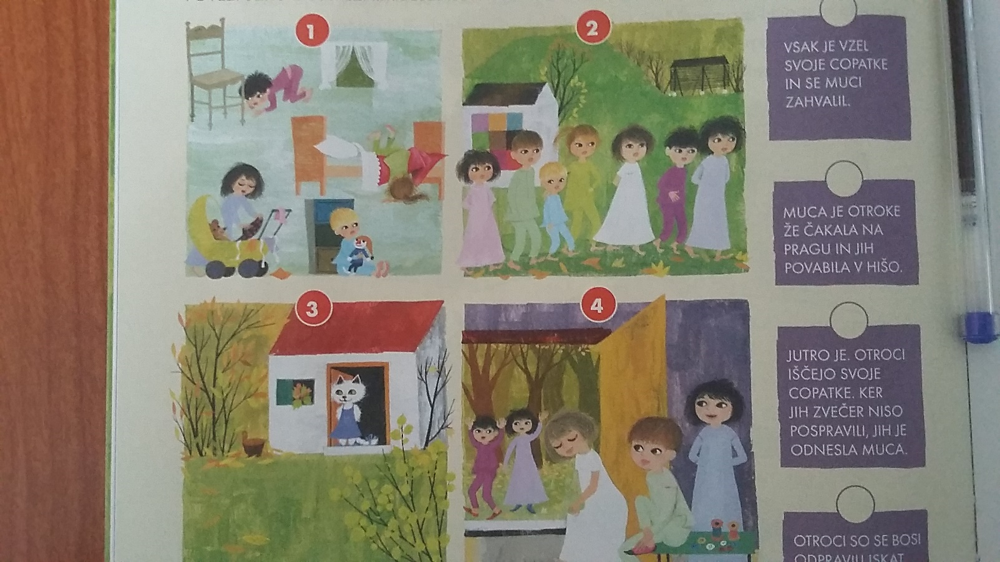 1
2
3
4
VSAK JE VZEL
SVOJE COPATKE
IN SE MUCI
ZAHVALIL.
MUCA JE OTROKE
ŽE ČAKALA NA
PRAGU IN JIH
POVABILA V HIŠO.
JUTRO JE. OTROCI
IŠČEJO SVOJE
COPATKE. KER
JIH ZVEČER NISO
POSPRAVILI, JIH JE
ODNESLA MUCA.
OTROCI SO SE BOSI
ODPRAVILI ISKAT